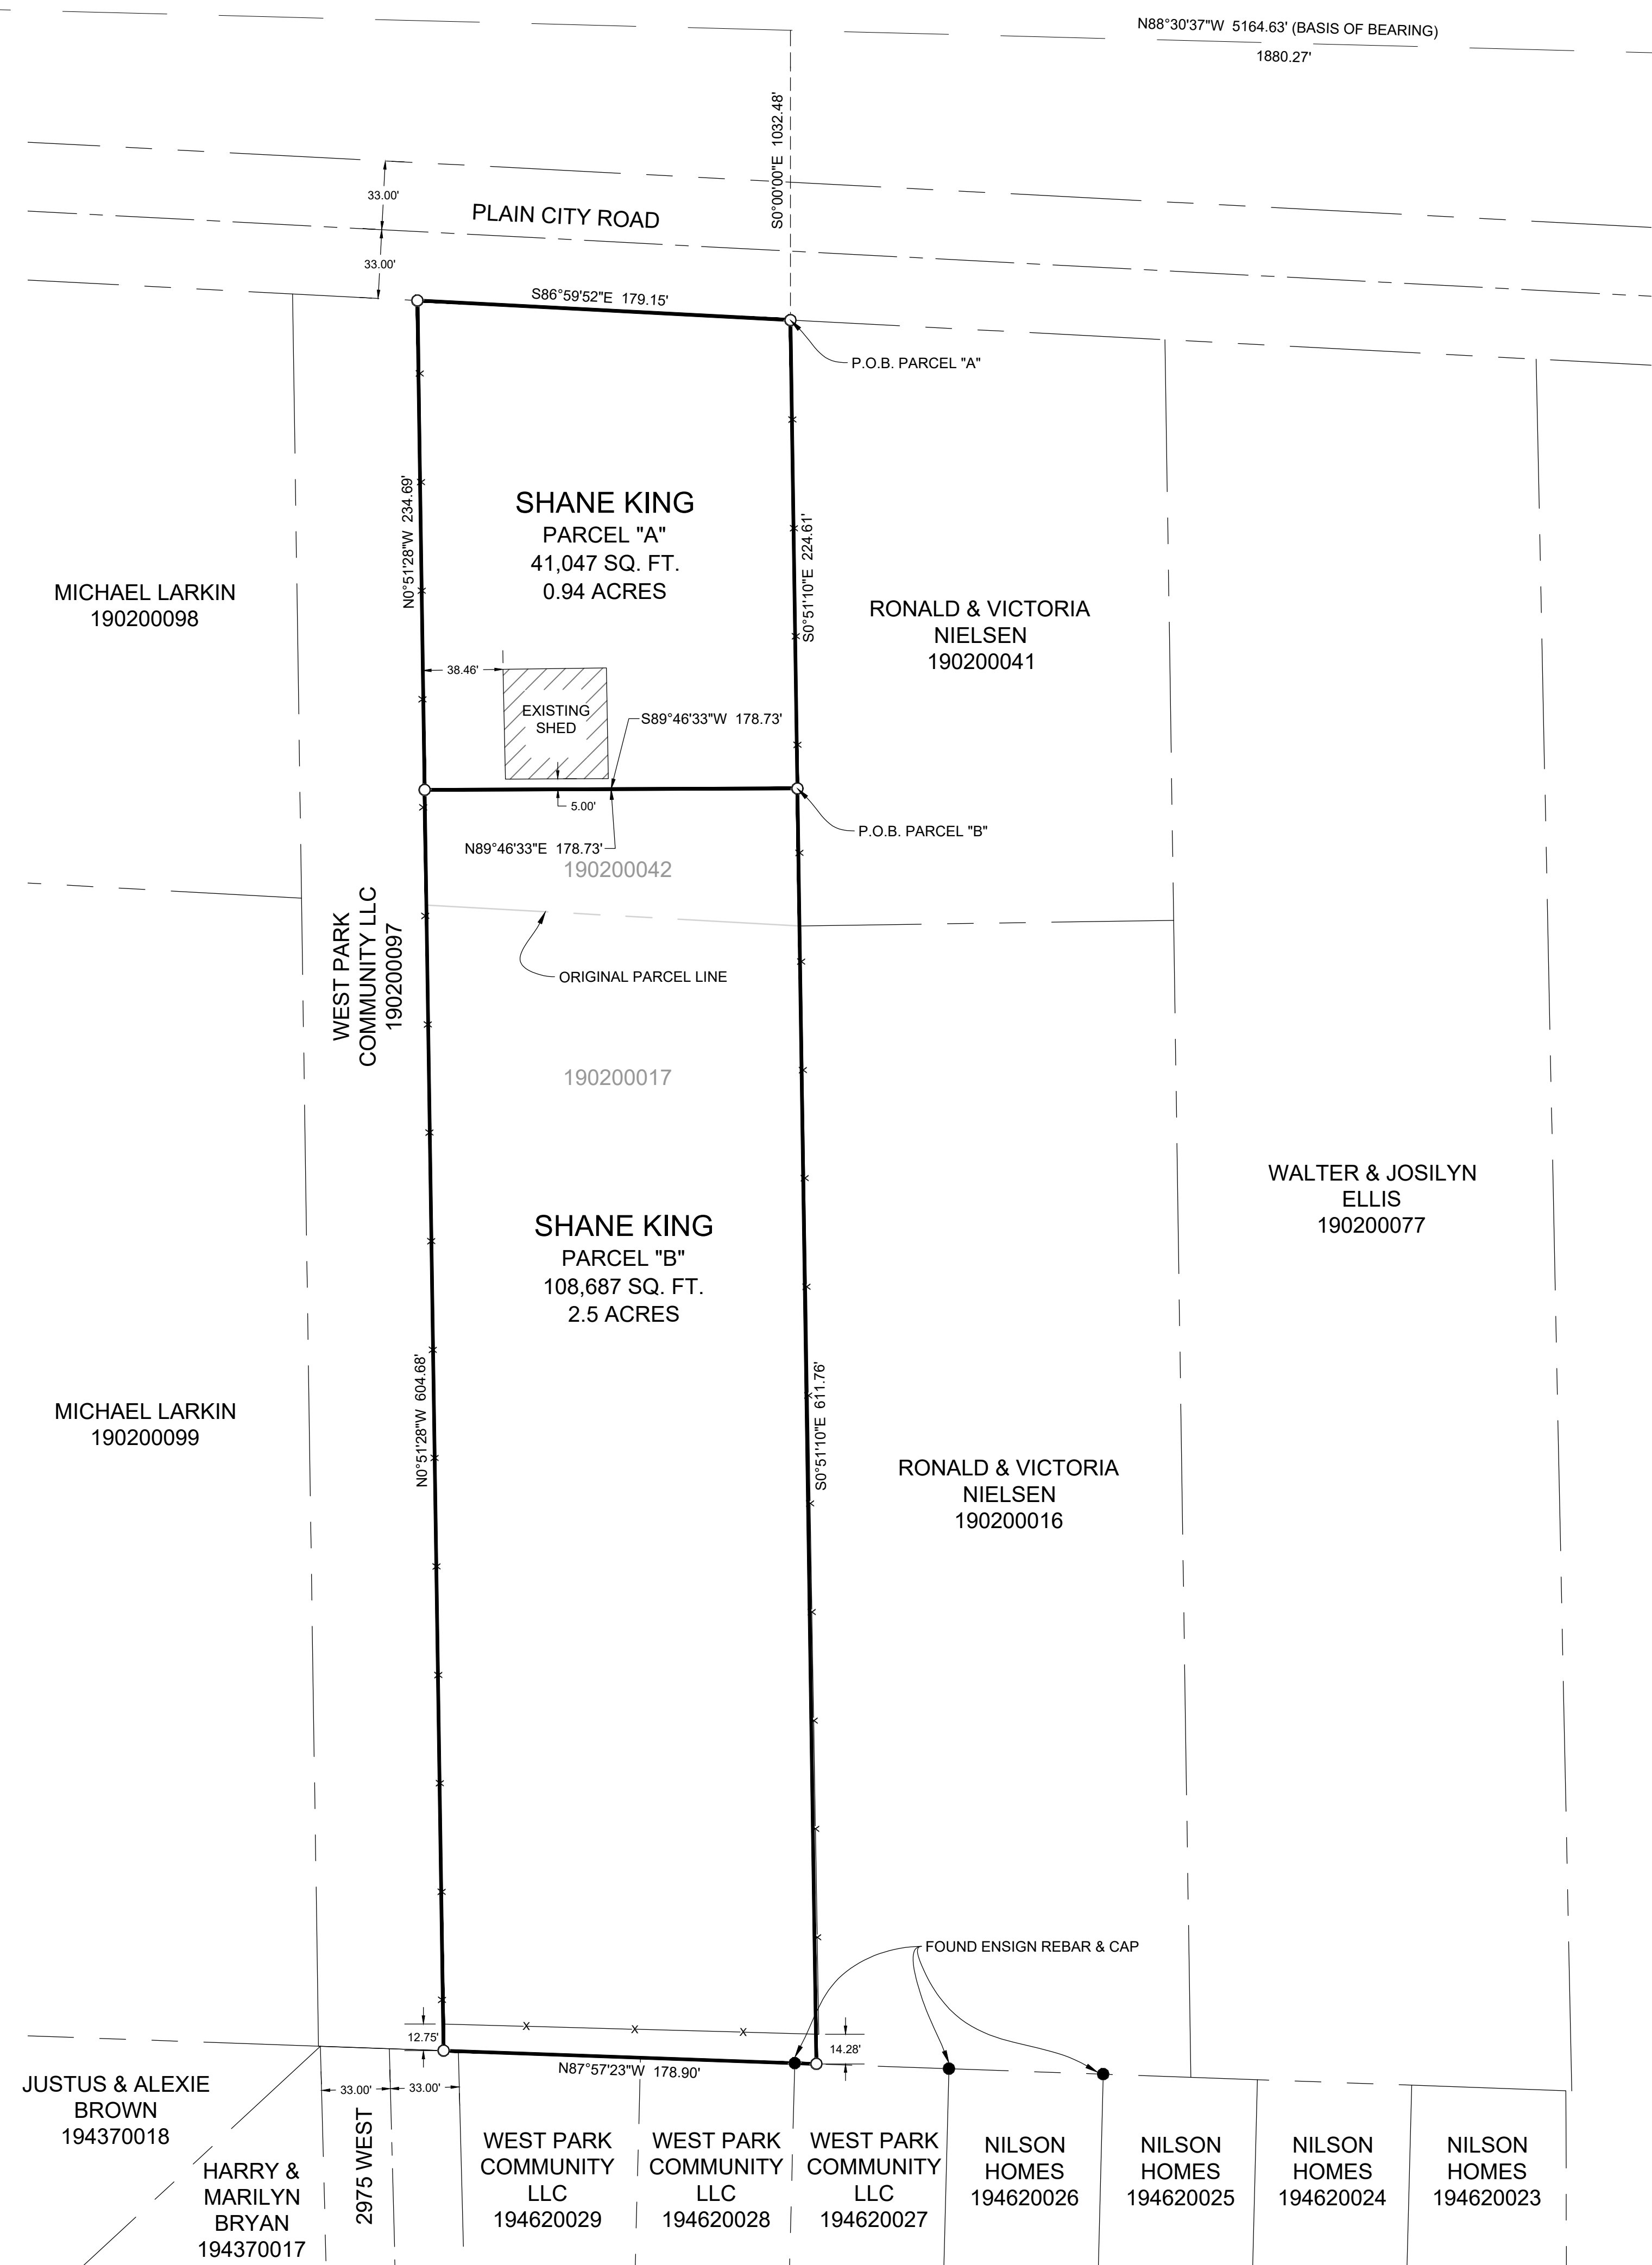 N88°30'37"W 5164.63' (BASIS OF BEARING)
1880.27'
S0°00'00"E 1032.48'
33.00'
PLAIN CITY ROAD
33.00'
S86°59'52"E 179.15'
P.O.B. PARCEL "A"
N0°51'28"W 234.69'
SHANE KING
PARCEL "A"
41,047 SQ. FT.
0.94 ACRES
S0°51'10"E 224.61'
MICHAEL LARKIN
190200098
RONALD & VICTORIA
NIELSEN
190200041
38.46'
EXISTING
SHED
S89°46'33"W 178.73'
5.00'
P.O.B. PARCEL "B"
N89°46'33"E 178.73'
190200042
WEST PARK
COMMUNITY LLC
190200097
ORIGINAL PARCEL LINE
190200017
WALTER & JOSILYN
ELLIS
190200077
SHANE KING
PARCEL "B"
108,687 SQ. FT.
2.5 ACRES
N0°51'28"W 604.68'
S0°51'10"E 611.76'
MICHAEL LARKIN
190200099
RONALD & VICTORIA
NIELSEN
190200016
FOUND ENSIGN REBAR & CAP
12.75'
14.28'
N87°57'23"W 178.90'
33.00'
33.00'
JUSTUS & ALEXIE
BROWN
194370018
HARRY &
MARILYN
BRYAN
194370017
2975 WEST
WEST PARK
COMMUNITY
LLC
194620029
WEST PARK
COMMUNITY
LLC
194620028
WEST PARK
COMMUNITY
LLC
194620027
NILSON
HOMES
194620026
NILSON
HOMES
194620025
NILSON
HOMES
194620024
NILSON
HOMES
194620023